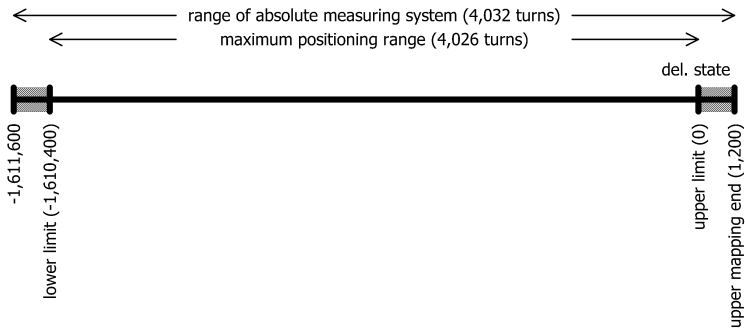 range of absolute measuring system (4,032 turns)
maximum positioning range (4,026 turns)
del. state
-1,611,600
lower limit (-1,610,400)
upper limit (0)
upper mapping end (1,200)